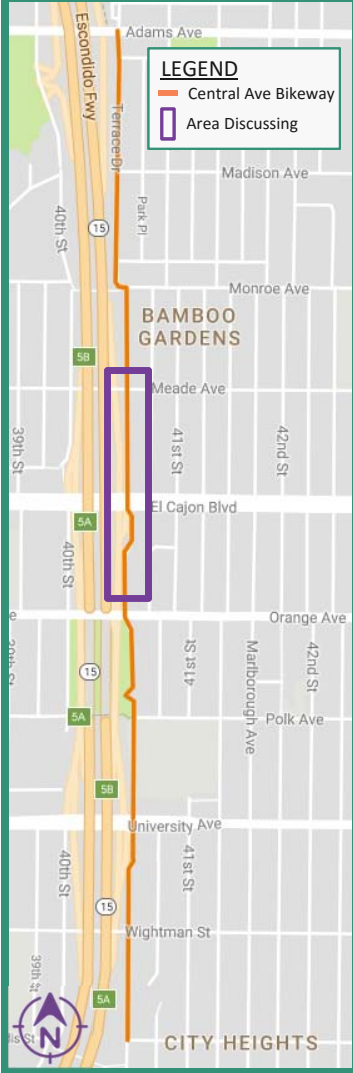 Adams Ave
Escondido Fwy
LEGEND
Central Ave Bikeway
Area Discussing
Terrace Dr
Madison Ave
Park Pl
40th St
15
Monroe Ave
BAMBOO
GARDENS
5B
Meade Ave
39th St
41st St
42nd St
El Cajon Blvd
5A
40th St
Orange Ave
15
41st St
Marlborough Ave
42nd St
5A
Polk Ave
5B
University Ave
40th St
41st St
15
Wightman St
39th St
5A
N
CITY HEIGHTS